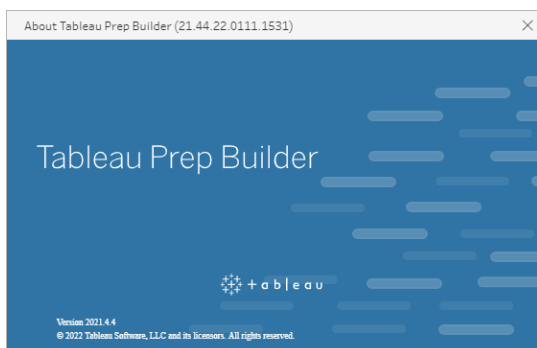 About Tableau Prep Builder (21.44.22.0111.1531)
Tableau Prep Builder
+ableau
Version 2021.4.4
© 2022 Tableau Software, LLC and its licensors. All rights reserved.